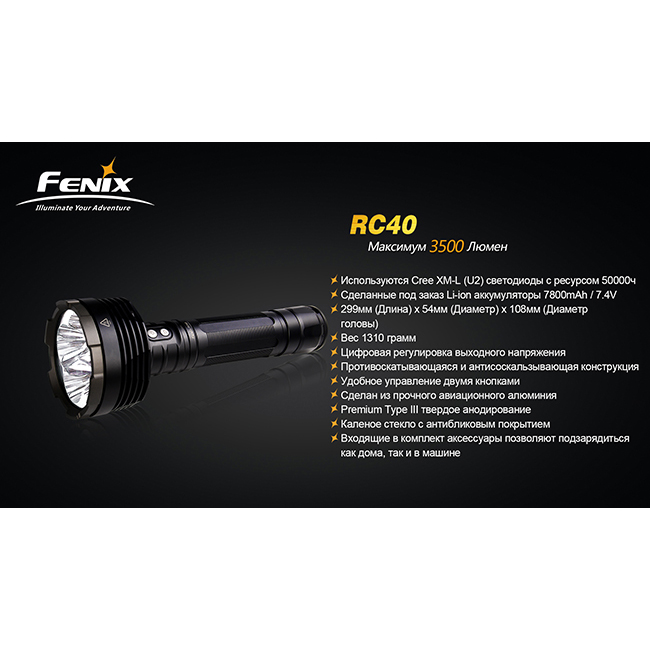 FENIX
Illuminate Your Adventure
RC40
Максимум 3500 Люмен
Используются Cree XM-L (U2) светодиоды с ресурсом 50000ч
Сделанные под заказ Li-ion аккумуляторы 7800mAh / 7.4V
299мм (Длина) x 54мм (Диаметр) x 108мм (Диаметр
головы)
Вес 1310 грамм
Цифровая регулировка выходного напряжения
Противоскатывающаяся и антисоскальзывающая конструкция
Удобное управление двумя кнопками
Сделан из прочного авиационного алюминия
Premium Type III твердое анодирование
Каленое стекло с антибликовым покрытием
Входящие в комплект аксессуары позволяют подзарядиться
как дома, так и в машине